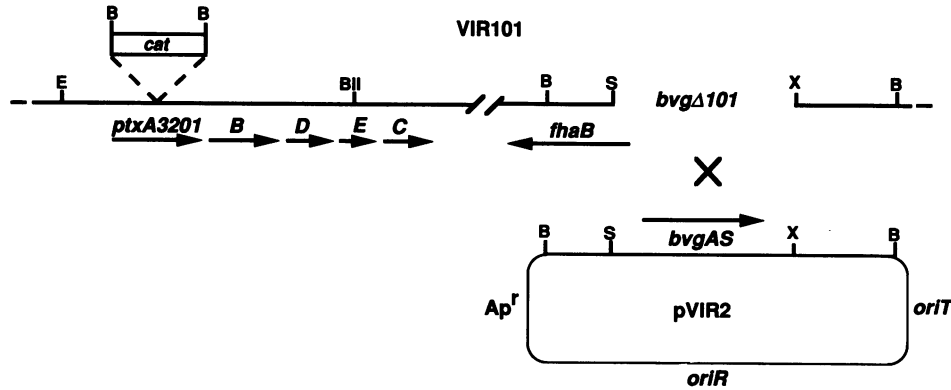 B B
cat
VIR101
E BII B S bvgΔ101 X B
ptxA3201 B D E C fhaB
B S bvgAS X B
Apʳ pVIR2 oriT
oriR